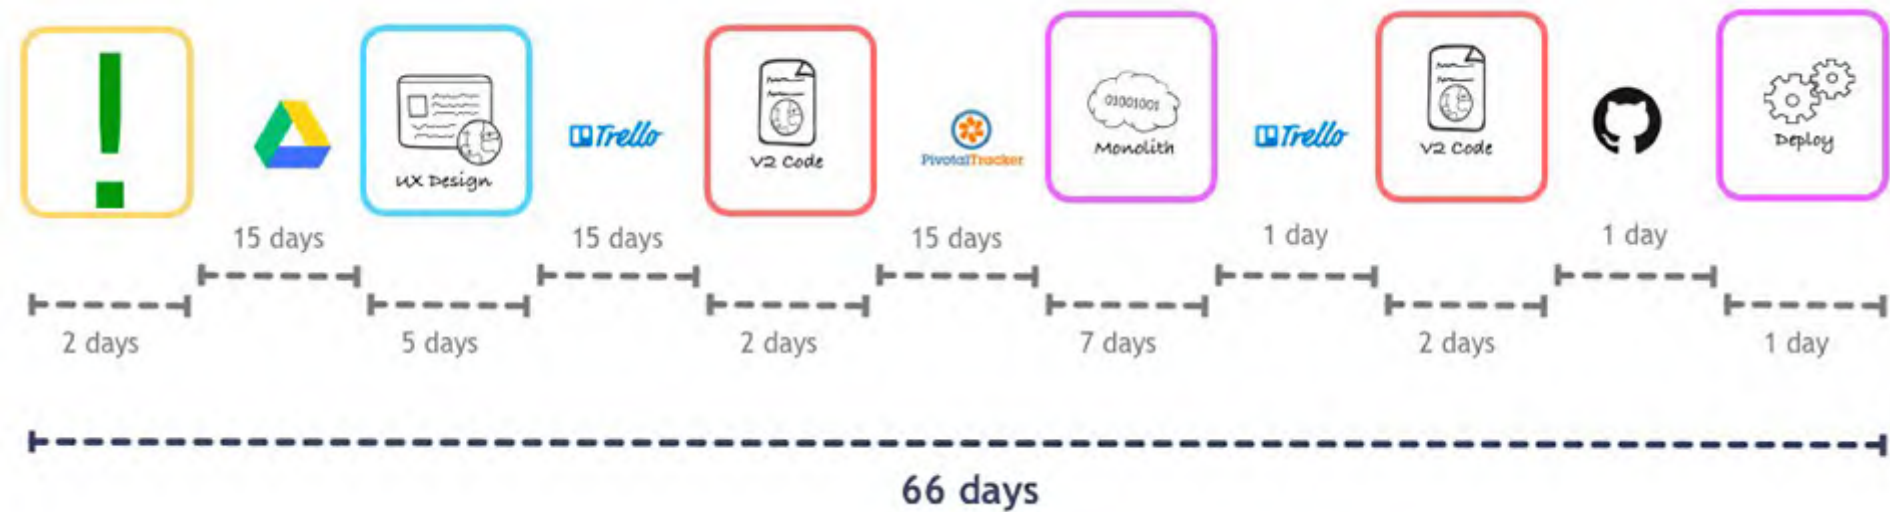 !
UX Design
Trello
V2 Code
PivotalTracker
01001001
Monolith
Trello
V2 Code
Deploy
15 days
15 days
15 days
1 day
1 day
2 days
5 days
2 days
7 days
2 days
1 day
66 days